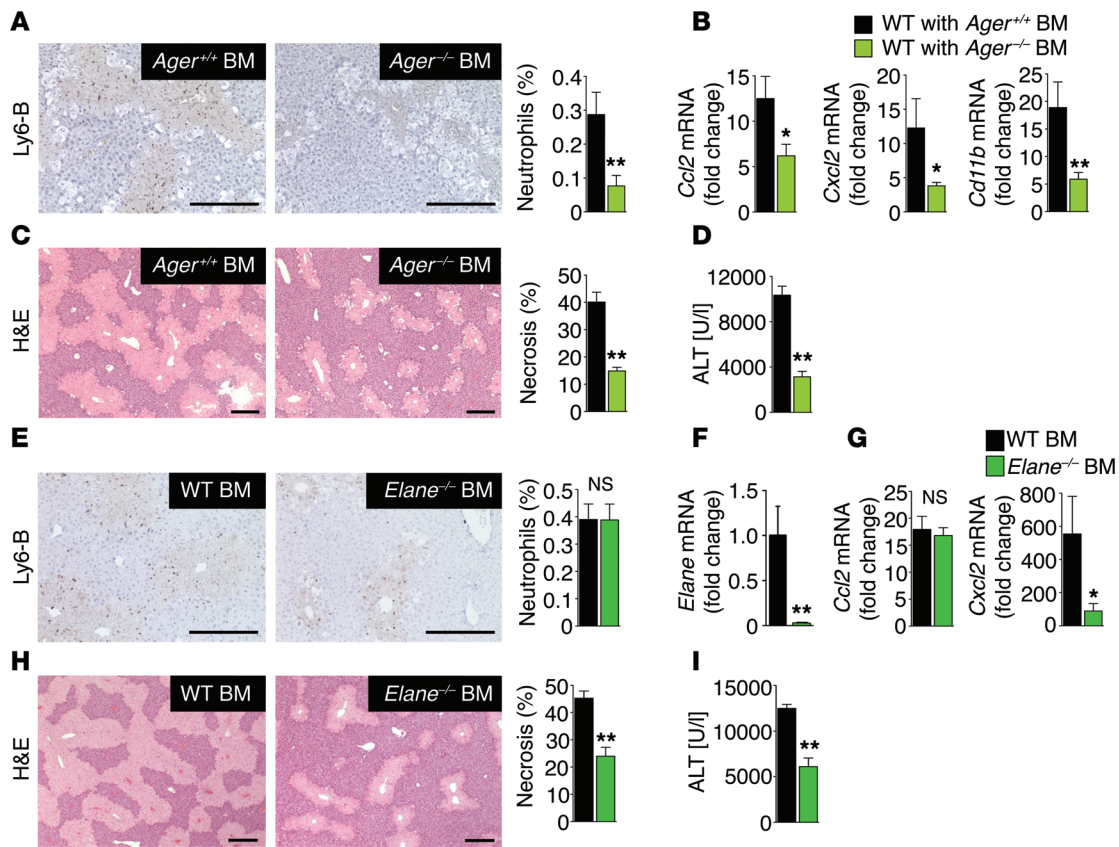 A
Ly6-B
Ager+/+ BM
Ager–/– BM
Neutrophils (%)
0.4
0.3
0.2
0.1
0
**
B
WT with Ager+/+ BM
WT with Ager–/– BM
Ccl2 mRNA
(fold change)
15
10
5
0
*
Cxcl2 mRNA
(fold change)
20
15
10
5
0
*
Cd11b mRNA
(fold change)
25
20
15
10
5
0
**
C
H&E
Ager+/+ BM
Ager–/– BM
Necrosis (%)
50
40
30
20
10
0
**
D
ALT [U/l]
12000
8000
4000
0
**
E
Ly6-B
WT BM
Elane–/– BM
Neutrophils (%)
0.5
0.4
0.3
0.4
0.1
0
NS
F
Elane mRNA
(fold change)
1.5
1.0
0.5
0
**
G
WT BM
Elane–/– BM
Ccl2 mRNA
(fold change)
25
20
15
10
5
0
NS
Cxcl2 mRNA
(fold change)
800
600
400
200
0
*
H
H&E
WT BM
Elane–/– BM
Necrosis (%)
50
40
30
20
10
0
**
I
ALT [U/l]
15000
10000
5000
0
**